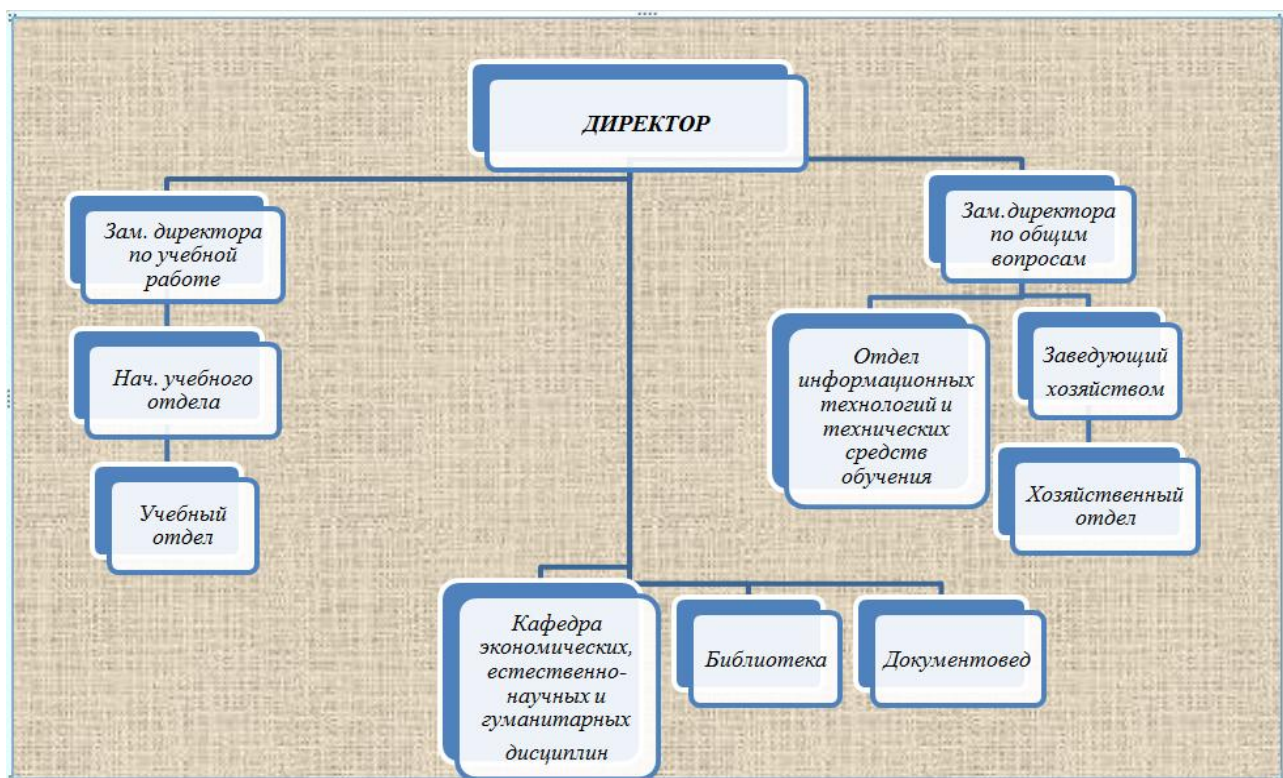 ДИРЕКТОР
Зам. директора
по учебной
работе
Нач. учебного
отдела
Учебный
отдел
Зам.директора
по общим
вопросам
Отдел
информационных
технологий и
технических
средств
обучения
Заведующий
хозяйством
Хозяйственный
отдел
Кафедра
экономических,
естественно-
научных и
гуманитарных
дисциплин
Библиотека
Документовед